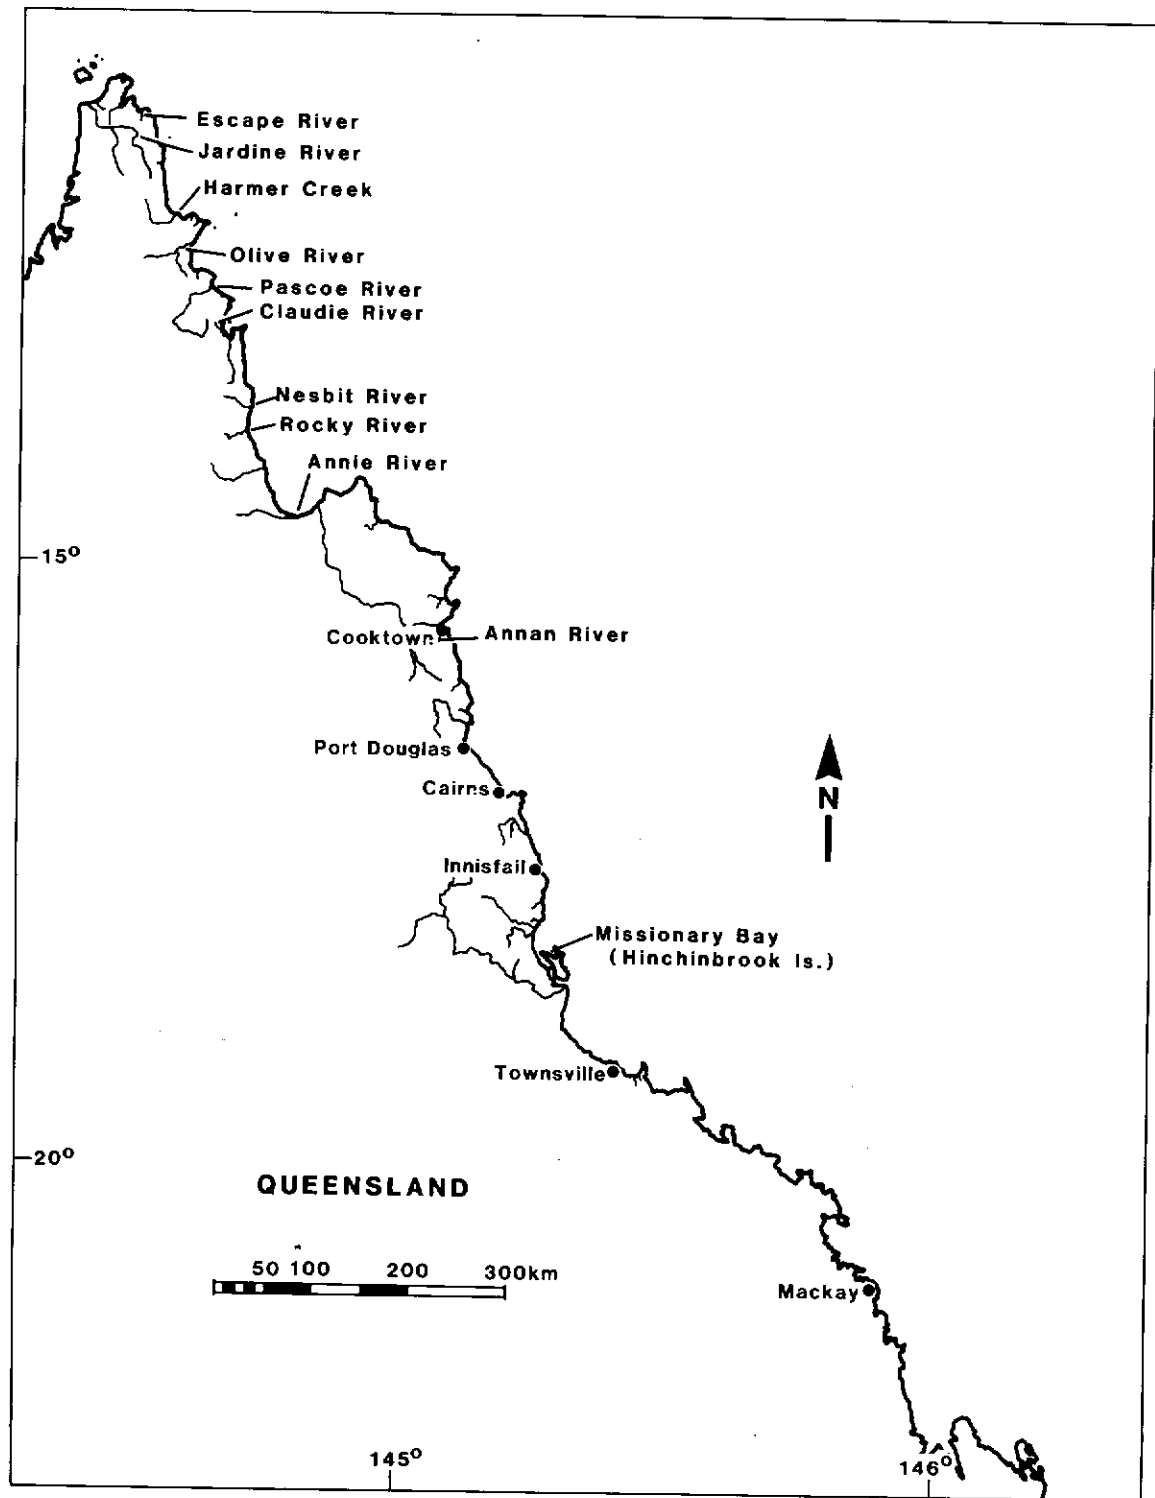 Escape River
Jardine River
Harmer Creek
Olive River
Pascoe River
Claudie River
Nesbit River
Rocky River
Annie River
15°
Cooktown
Annan River
Port Douglas
Cairns
N
Innisfail
Missionary Bay
(Hinchinbrook Is.)
Townsville
20°
QUEENSLAND
50 100 200 300km
Mackay
145°
146°